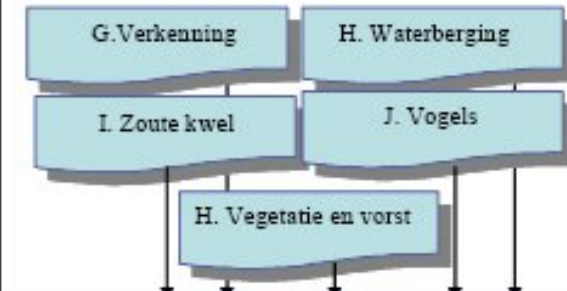 G.Verkenning
H. Waterberging
I. Zoute kwel
J. Vogels
H. Vegetatie en vorst